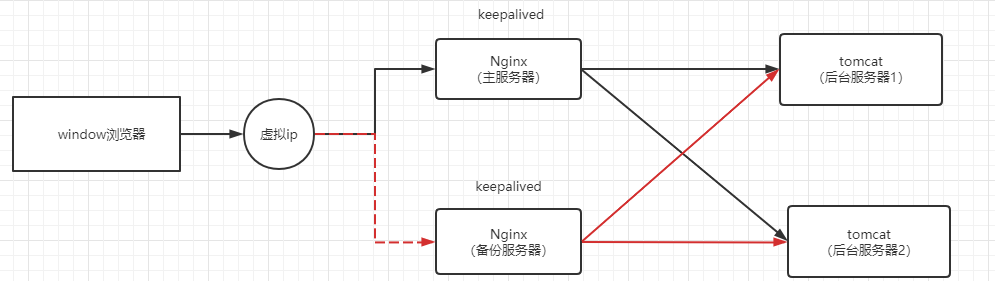 keepalived
Nginx
（主服务器）
tomcat
（后台服务器1）
window浏览器
虚拟ip
keepalived
Nginx
（备份服务器）
tomcat
（后台服务器2）